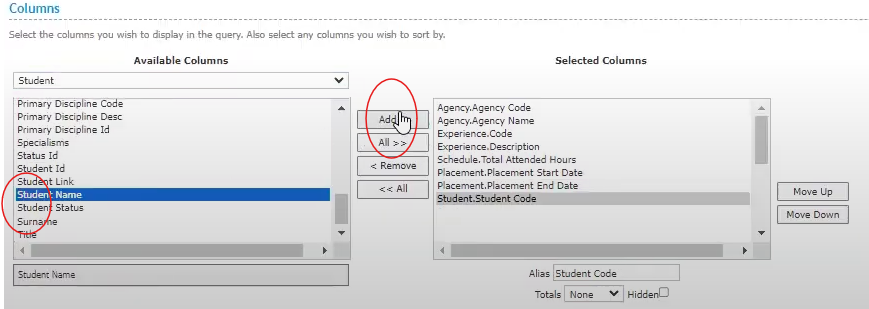 Columns
Select the columns you wish to display in the query. Also select any columns you wish to sort by.
Available Columns
Student
Primary Discipline Code
Primary Discipline Desc
Primary Discipline Id
Specialisms
Status Id
Student Id
Student Link
Student Name
Student Status
Surname
Title
Student Name
Add
All >>
< Remove
<< All
Selected Columns
Agency.Agency Code
Agency.Agency Name
Experience.Code
Experience.Description
Schedule.Total Attended Hours
Placement.Placement Start Date
Placement.Placement End Date
Student.Student Code
Alias Student Code
Totals None Hidden
Move Up
Move Down